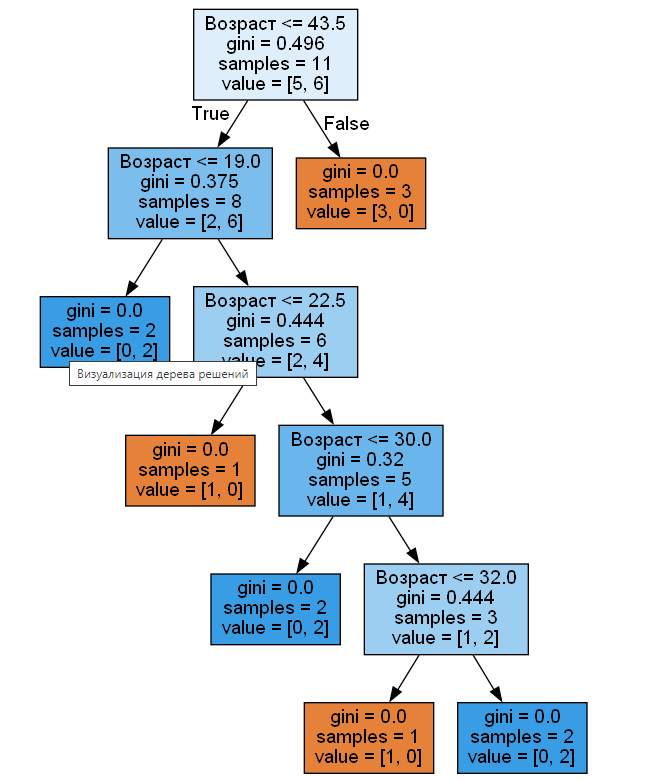 Возраст <= 43.5
gini = 0.496
samples = 11
value = [5, 6]
True
False
Возраст <= 19.0
gini = 0.375
samples = 8
value = [2, 6]
gini = 0.0
samples = 3
value = [3, 0]
gini = 0.0
samples = 2
value = [0, 2]
Возраст <= 22.5
gini = 0.444
samples = 6
value = [2, 4]
Визуализация дерева решений
gini = 0.0
samples = 1
value = [1, 0]
Возраст <= 30.0
gini = 0.32
samples = 5
value = [1, 4]
gini = 0.0
samples = 2
value = [0, 2]
Возраст <= 32.0
gini = 0.444
samples = 3
value = [1, 2]
gini = 0.0
samples = 1
value = [1, 0]
gini = 0.0
samples = 2
value = [0, 2]